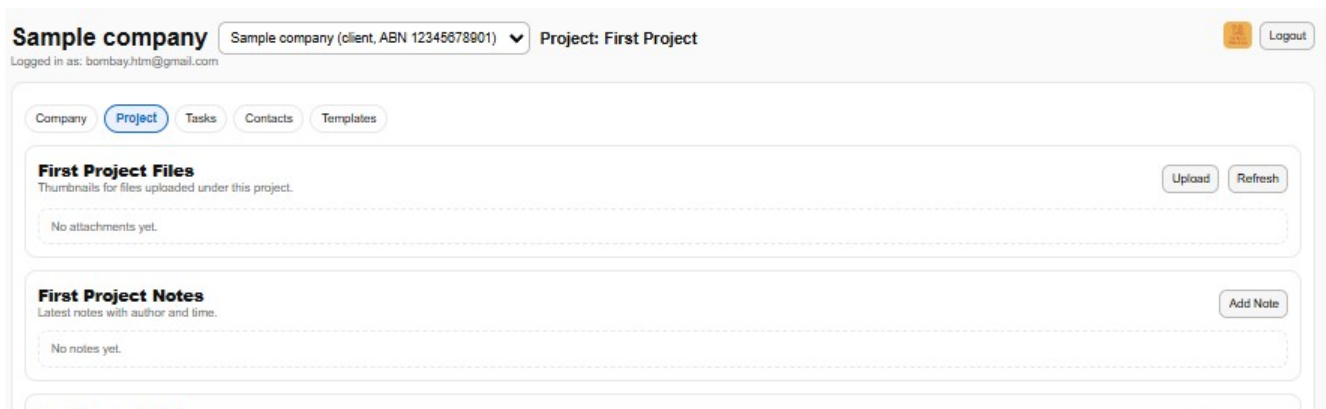 Sample company Sample company (client, ABN 12345678901) Project: First Project Logout
Logged in as: bombay.htm@gmail.com
Company Project Tasks Contacts Templates
First Project Files
Thumbnails for files uploaded under this project.
Upload Refresh
No attachments yet.
First Project Notes
Latest notes with author and time.
Add Note
No notes yet.